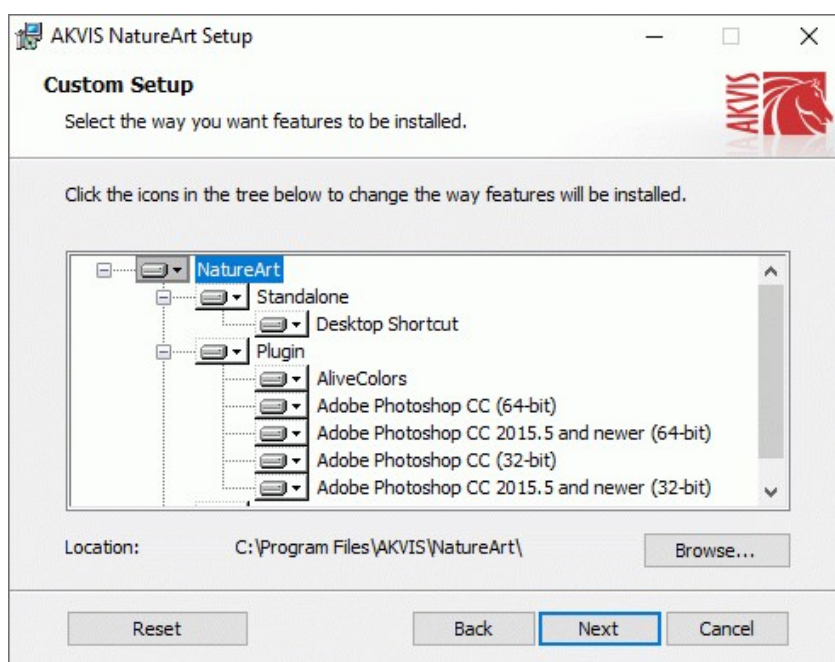 AKVIS NatureArt Setup
Custom Setup
Select the way you want features to be installed.
AKVIS
Click the icons in the tree below to change the way features will be installed.
NatureArt
Standalone
Desktop Shortcut
Plugin
AliveColors
Adobe Photoshop CC (64-bit)
Adobe Photoshop CC 2015.5 and newer (64-bit)
Adobe Photoshop CC (32-bit)
Adobe Photoshop CC 2015.5 and newer (32-bit)
Location: C:\Program Files\AKVIS\NatureArt\ Browse...
Reset Back Next Cancel